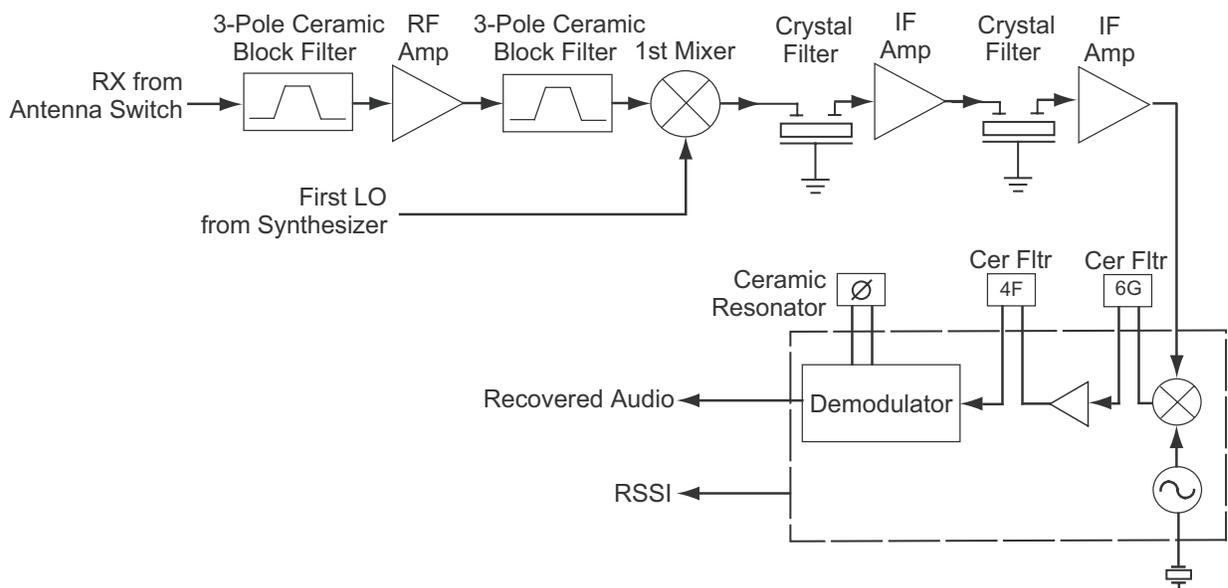 3-Pole Ceramic
Block Filter
RF
Amp
3-Pole Ceramic
Block Filter
1st Mixer
Crystal
Filter
IF
Amp
Crystal
Filter
IF
Amp
RX from
Antenna Switch
First LO
from Synthesizer
Ceramic
Resonator
Ø
Cer Fltr
4F
Cer Fltr
6G
Recovered Audio
Demodulator
RSSI